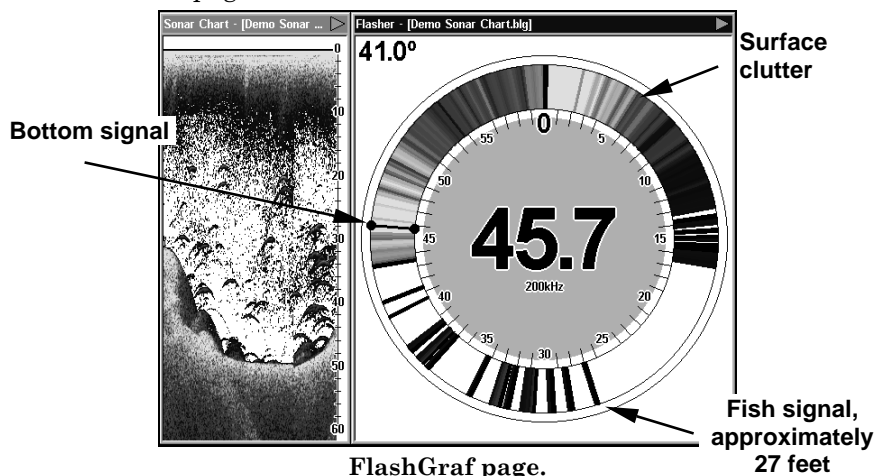 Sonar Chart - [Demo Sonar ...
Flasher - [Demo Sonar Chart.blg]
41.0º
Surface
clutter
Bottom signal
0
10
20
30
40
50
60
0
5
10
15
20
25
30
35
40
45
50
55
45.7
200kHz
Fish signal,
approximately
27 feet
FlashGraf page.